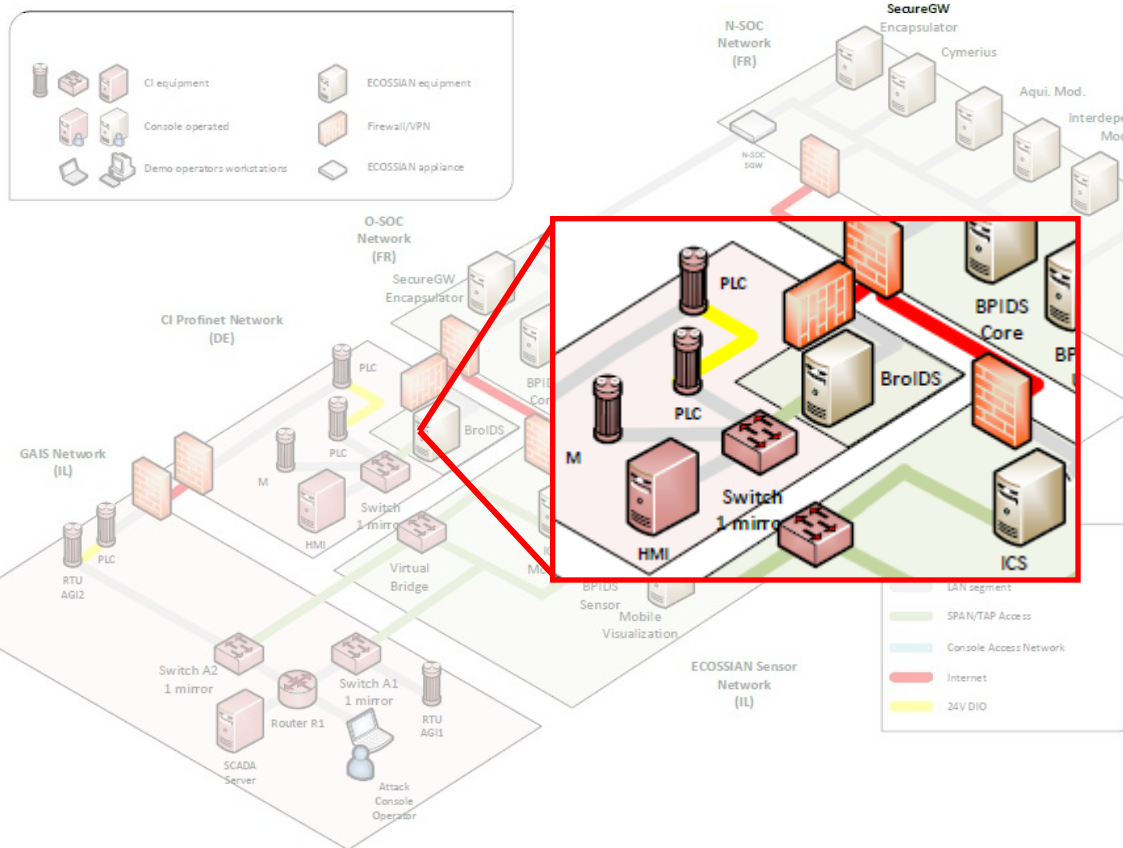 SecureGW
Encapsulator
N-SOC
Network
(FR)
Cymerius
Aqui. Mod.
CI equipment
ECOSSIAN equipment
Console operated
Firewall/VPN
Demo operators workstations
ECOSSIAN appliance
N-SOC
SGW
O-SOC
Network
(FR)
SecureGW
Encapsulator
CI Profinet Network
(DE)
PLC
PLC
BroIDS
M
Switch
1 mirror
HMI
GAIS Network
(IL)
PLC
RTU
AGI2
Virtual
Bridge
PLC
BPIDS
Core
BroIDS
PLC
M
Switch
1 mirror
HMI
ICS
BPIDS
Sensor
Mobile
Visualization
LAN segment
SPAN/TAP Access
Console Access Network
Internet
24V DIO
ECOSSIAN Sensor
Network
(IL)
Switch A2
1 mirror
Switch A1
1 mirror
Router R1
RTU
AGI1
SCADA
Server
Attack
Console
Operator